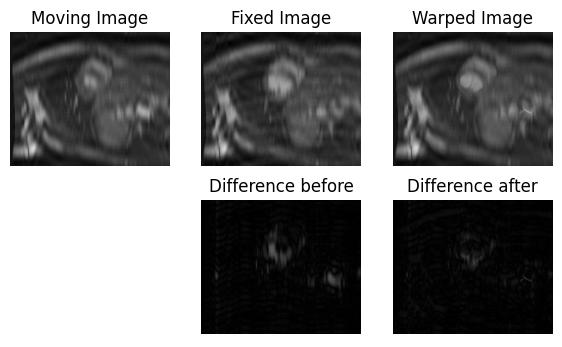 Moving Image
Fixed Image
Warped Image
Difference before
Difference after